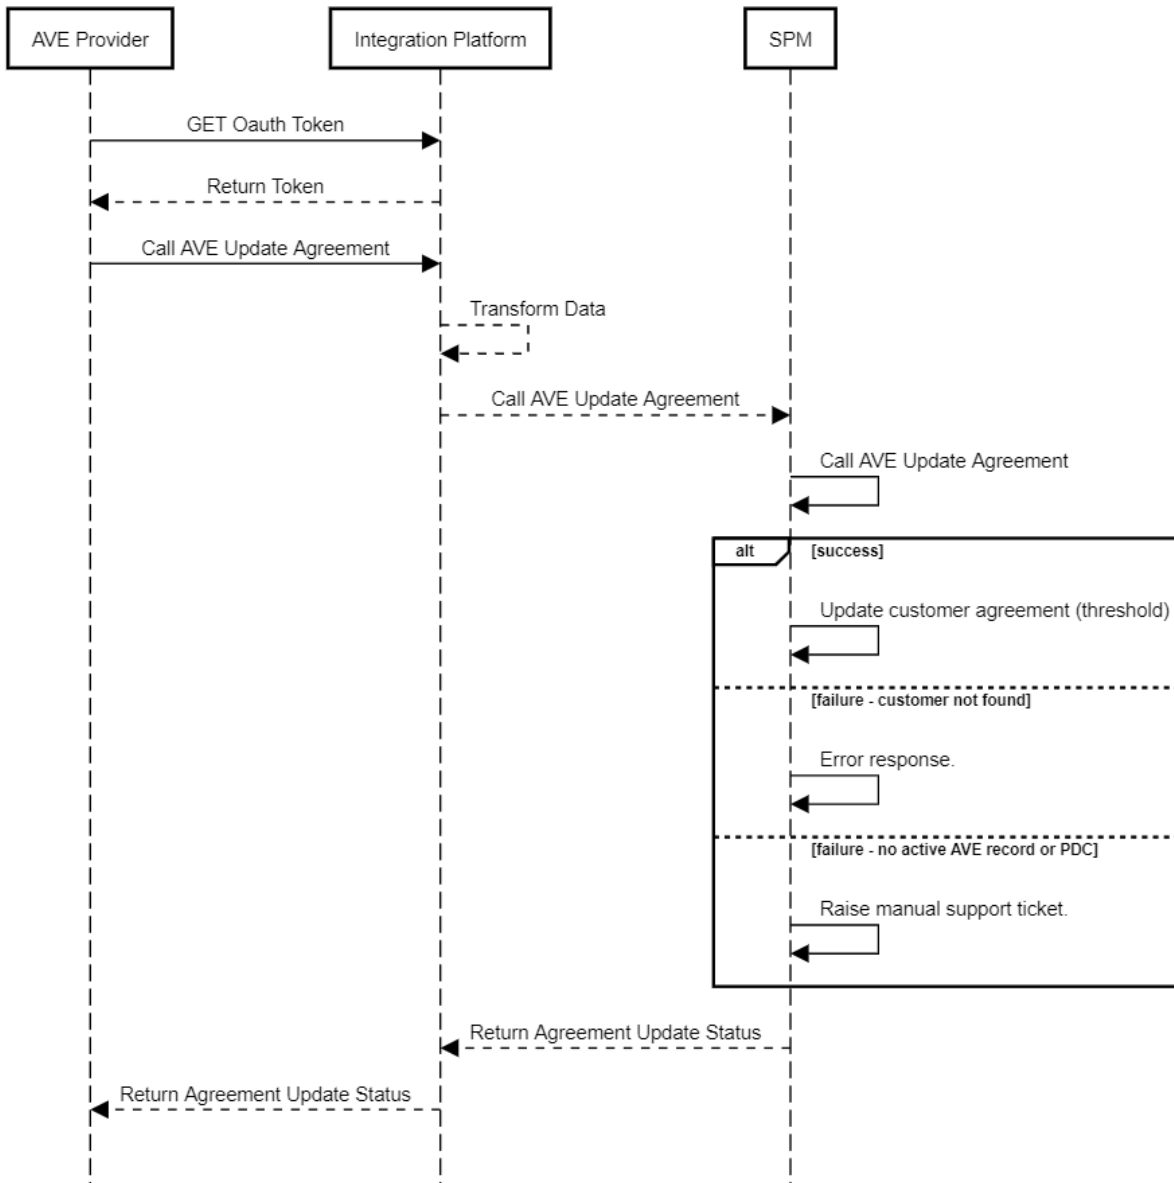 AVE Provider
Integration Platform
SPM
GET Oauth Token
Return Token
Call AVE Update Agreement
Transform Data
Call AVE Update Agreement
Call AVE Update Agreement
alt
[success]
Update customer agreement (threshold)
[failure - customer not found]
Error response.
[failure - no active AVE record or PDC]
Raise manual support ticket.
Return Agreement Update Status
Return Agreement Update Status